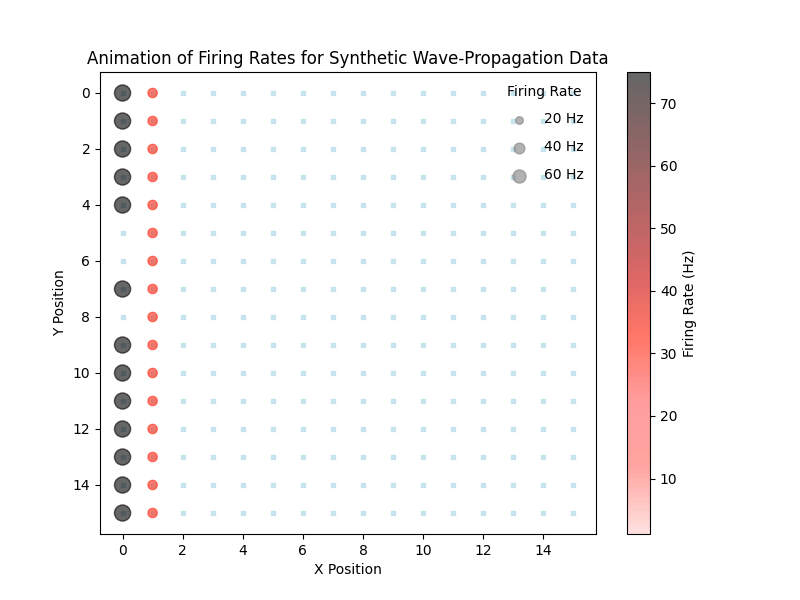 Animation of Firing Rates for Synthetic Wave-Propagation Data
Firing Rate
20 Hz
40 Hz
60 Hz
0
2
4
6
8
10
12
14
Y Position
0 2 4 6 8 10 12 14
X Position
70
60
50
40
30
20
10
Firing Rate (Hz)